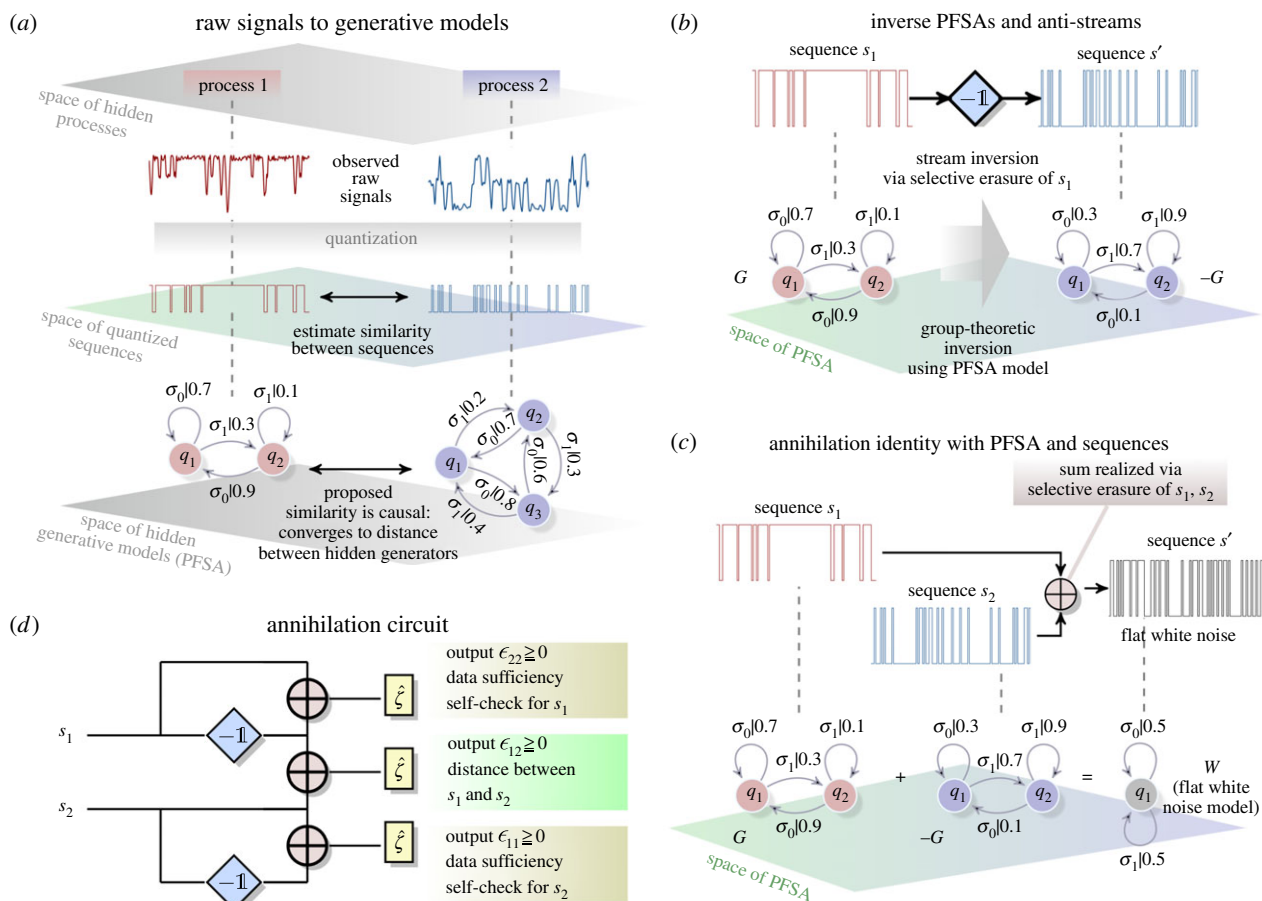 (a) raw signals to generative models
process 1
process 2
space of hidden
processes
observed
raw
signals
quantization
estimate similarity
between sequences
space of quantized
sequences
σ0|0.7
σ1|0.1
σ1|0.3
q1
q2
σ0|0.9
σ1|0.2
q2
σ0|0.7
σ1|0.3
q1
σ0|0.6
σ0|0.8
σ1|0.4
q3
proposed
similarity is causal:
converges to distance
between hidden generators
space of hidden
generative models (PFSA)
(b) inverse PFSAs and anti-streams
sequence s1
sequence s′
−𝟙
stream inversion
via selective erasure of s1
σ0|0.7
σ1|0.1
σ1|0.3
G
q1
q2
σ0|0.9
σ0|0.3
σ1|0.9
σ1|0.7
q1
q2
−G
σ0|0.1
group-theoretic
inversion
using PFSA model
space of PFSA
(c) annihilation identity with PFSA and sequences
sum realized via
selective erasure of s1, s2
sequence s1
sequence s′
sequence s2
flat white noise
σ0|0.7
σ1|0.1
σ1|0.3
q1
q2
σ0|0.9
G
+
σ0|0.3
σ1|0.9
σ1|0.7
q1
q2
σ0|0.1
−G
=
σ0|0.5
q1
σ1|0.5
W
(flat white
noise model)
space of PFSA
(d) annihilation circuit
s1
−𝟙
s2
−𝟙
ζ̂
ζ̂
ζ̂
output ϵ22≧0
data sufficiency
self-check for s1
output ϵ12≧0
distance between
s1 and s2
output ϵ11≧0
data sufficiency
self-check for s2